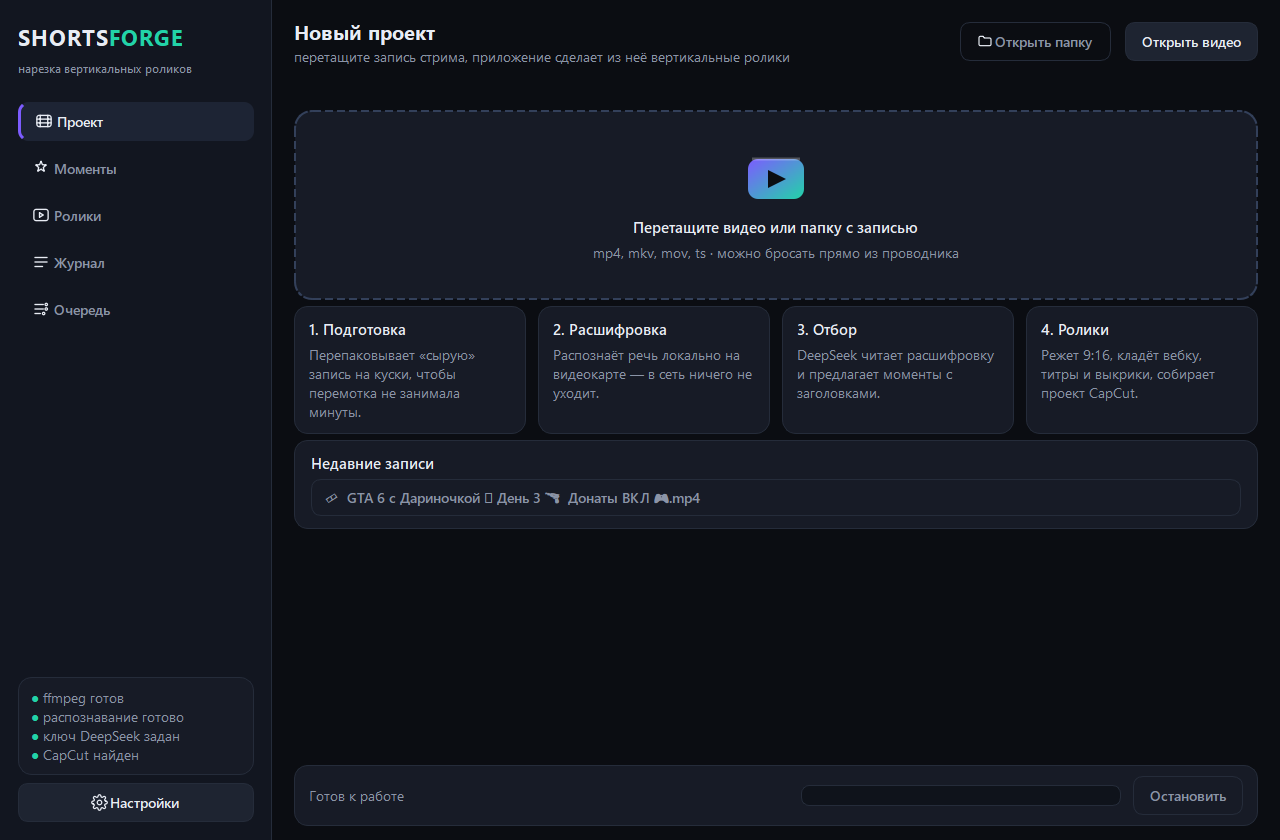 SHORTSFORGE
нарезка вертикальных роликов
Проект
Моменты
Ролики
Журнал
Очередь
ffmpeg готов
распознавание готово
ключ DeepSeek задан
CapCut найден
Настройки
Новый проект
перетащите запись стрима, приложение сделает из неё вертикальные ролики
Открыть папку
Открыть видео
Перетащите видео или папку с записью
mp4, mkv, mov, ts · можно бросать прямо из проводника
1. Подготовка
Перепаковывает «сырую»
запись на куски, чтобы
перемотка не занимала
минуты.
2. Расшифровка
Распознаёт речь локально на
видеокарте — в сеть ничего не
уходит.
3. Отбор
DeepSeek читает расшифровку
и предлагает моменты с
заголовками.
4. Ролики
Режет 9:16, кладёт вебку,
титры и выкрики, собирает
проект CapCut.
Недавние записи
GTA 6 с Дариночкой ▯ День 3 🔫 Донаты ВКЛ 🎮.mp4
Готов к работе
Остановить